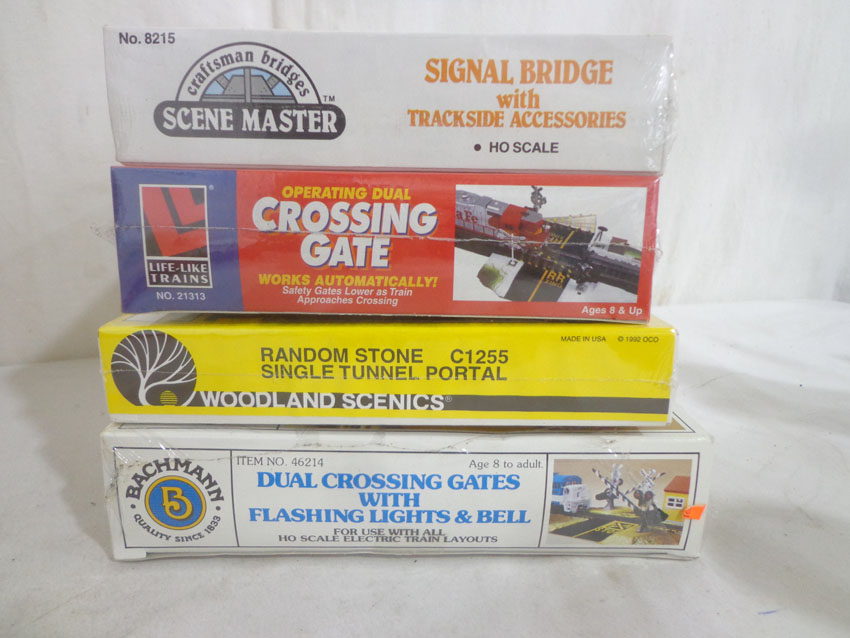 No. 8215
craftsman bridges
SCENE MASTER TM
SIGNAL BRIDGE
with
TRACKSIDE ACCESSORIES
• HO SCALE
LIFE-LIKE
TRAINS
NO. 21313
OPERATING DUAL
CROSSING
GATE
WORKS AUTOMATICALLY!
Safety Gates Lower as Train
Approaches Crossing
Ages 8 & Up
MADE IN USA © 1992 OCO
RANDOM STONE C1255
SINGLE TUNNEL PORTAL
WOODLAND SCENICS®
BACHMANN
B
QUALITY SINCE 1833
ITEM NO. 46214
Age 8 to adult.
DUAL CROSSING GATES
WITH
FLASHING LIGHTS & BELL
FOR USE WITH ALL
HO SCALE ELECTRIC TRAIN LAYOUTS